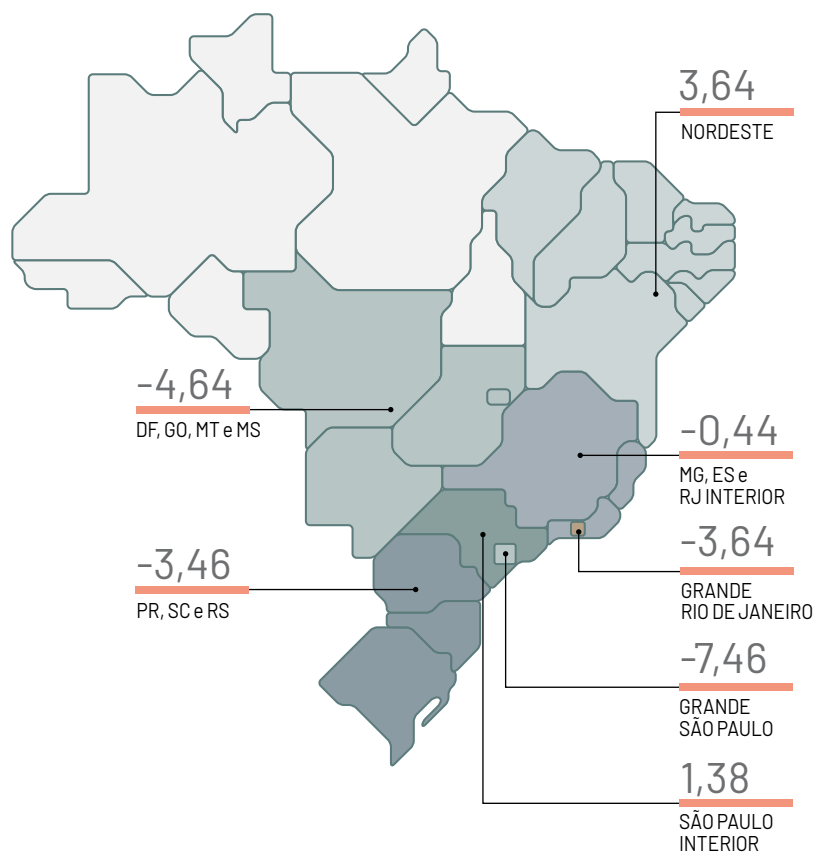 3,64
NORDESTE
-4,64
DF, GO, MT e MS
-0,44
MG, ES e
RJ INTERIOR
-3,46
PR, SC e RS
-3,64
GRANDE
RIO DE JANEIRO
-7,46
GRANDE
SÃO PAULO
1,38
SÃO PAULO
INTERIOR